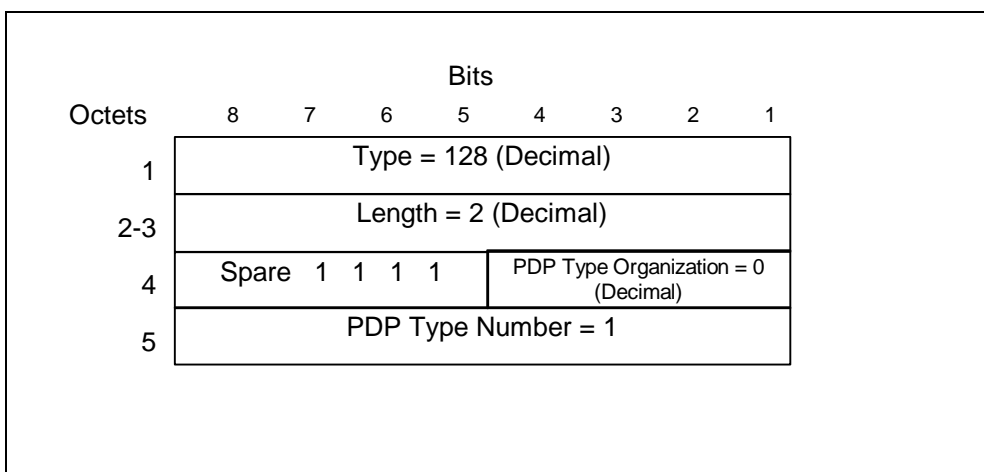 Bits
Octets 8 7 6 5 4 3 2 1
1 Type = 128 (Decimal)
2-3 Length = 2 (Decimal)
4 Spare 1 1 1 1 PDP Type Organization = 0
(Decimal)
5 PDP Type Number = 1